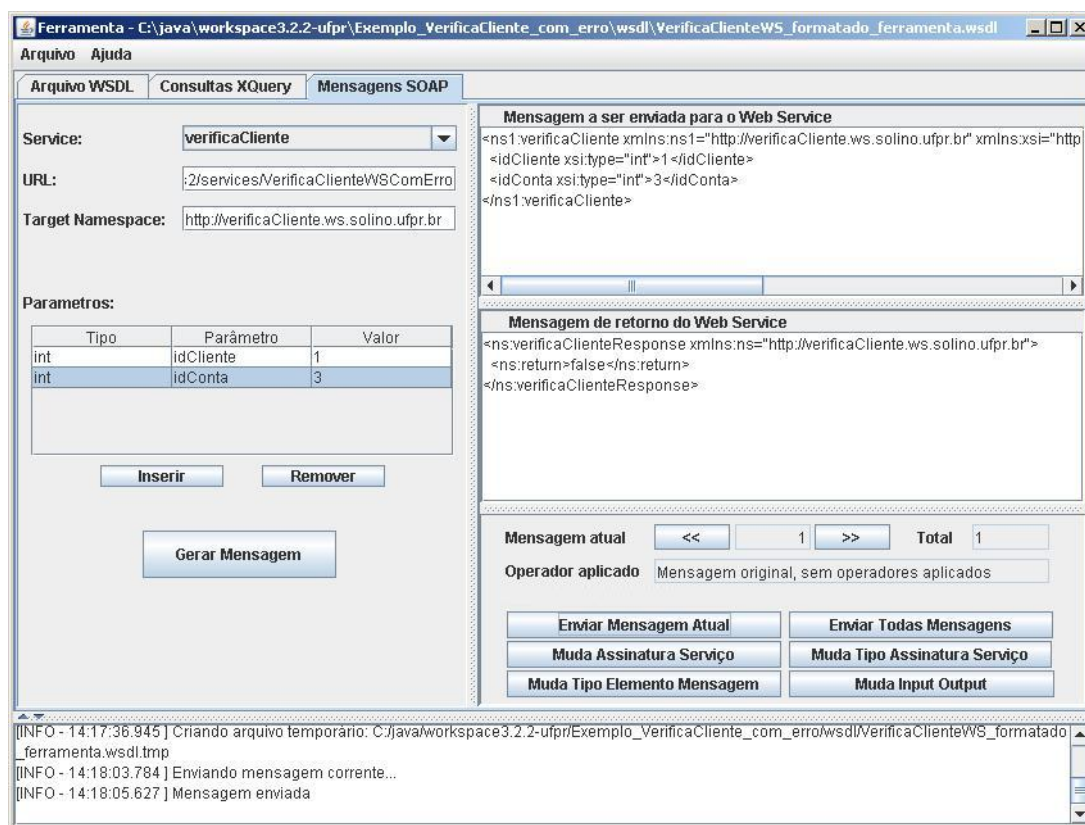 Ferramenta - C:\java\workspace3.2.2-ufpr\Exemplo_VerificaCliente_com_erro\wsdl\VerificaClienteWS_formatado_ferramenta.wsdl
Arquivo Ajuda
Arquivo WSDL Consultas XQuery Mensagens SOAP
Service: verificaCliente
URL: :2/services/VerificaClienteWSComErro
Target Namespace: http://verificaCliente.ws.solino.ufpr.br
Parametros:
Tipo Parâmetro Valor
int idCliente 1
int idConta 3
Inserir Remover
Gerar Mensagem
Mensagem a ser enviada para o Web Service
<ns1:verificaCliente xmlns:ns1="http://verificaCliente.ws.solino.ufpr.br" xmlns:xsi="http
<idCliente xsi:type="int">1</idCliente>
<idConta xsi:type="int">3</idConta>
</ns1:verificaCliente>
Mensagem de retorno do Web Service
<ns:verificaClienteResponse xmlns:ns="http://verificaCliente.ws.solino.ufpr.br">
<ns:return>false</ns:return>
</ns:verificaClienteResponse>
Mensagem atual << 1 >> Total 1
Operador aplicado Mensagem original, sem operadores aplicados
Enviar Mensagem Atual Enviar Todas Mensagens
Muda Assinatura Serviço Muda Tipo Assinatura Serviço
Muda Tipo Elemento Mensagem Muda Input Output
[INFO - 14:17:36.945 ] Criando arquivo temporário: C:/java/workspace3.2.2-ufpr/Exemplo_VerificaCliente_com_erro/wsdl/VerificaClienteWS_formatado
_ferramenta.wsdl.tmp
[INFO - 14:18:03.784 ] Enviando mensagem corrente...
[INFO - 14:18:05.627 ] Mensagem enviada